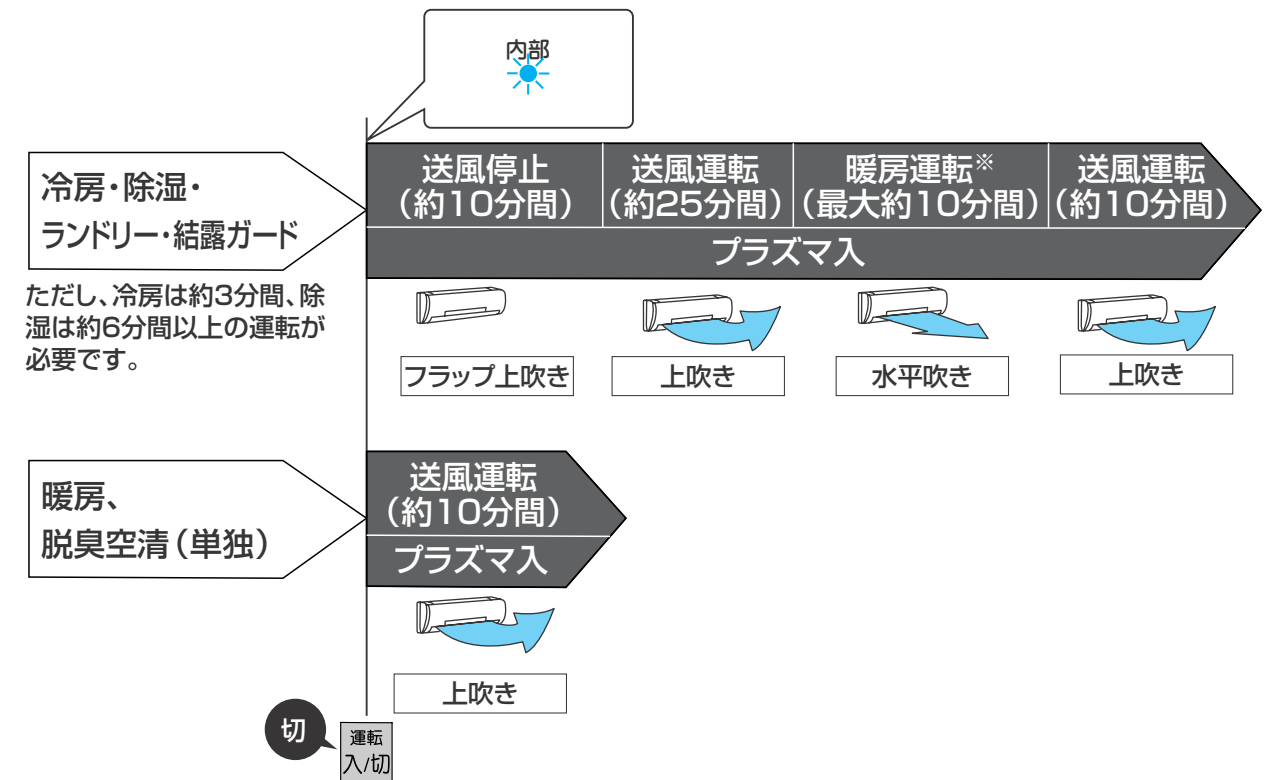 内部
冷房・除湿・
ランドリー・結露ガード
送風停止
(約10分間)
送風運転
(約25分間)
暖房運転※
(最大約10分間)
送風運転
(約10分間)
プラズマ入
ただし、冷房は約3分間、除
湿は約6分間以上の運転が
必要です。
フラップ上吹き
上吹き
水平吹き
上吹き
暖房、
脱臭空清(単独)
送風運転
(約10分間)
プラズマ入
上吹き
切
運転
入/切